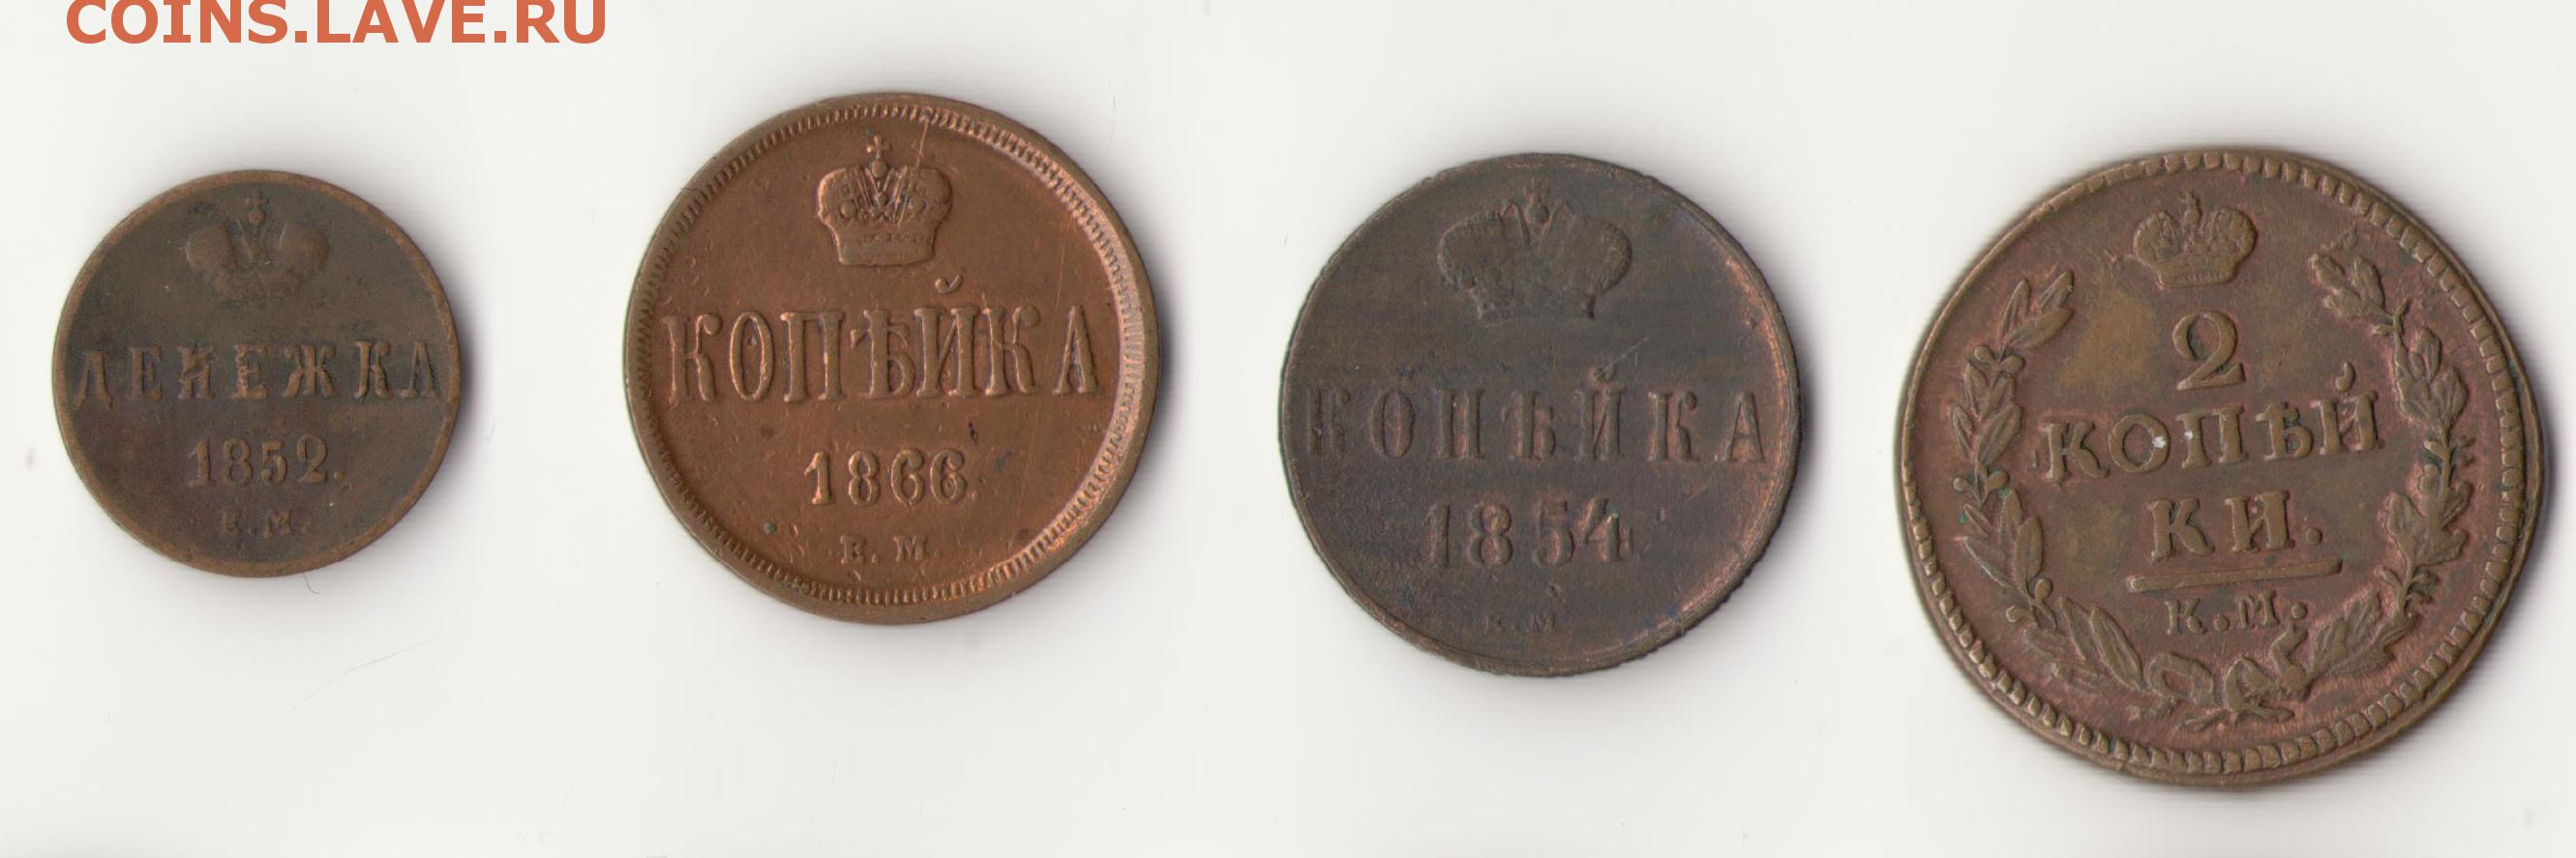 COINS.LAVE.RU
ДЕНЕЖКА
1852.
Е.М.
КОПѢЙКА
1866.
Е.М.
КОПѢЙКА
1854.
Е.М.
2
КОПѢЙ
КИ.
К.М.